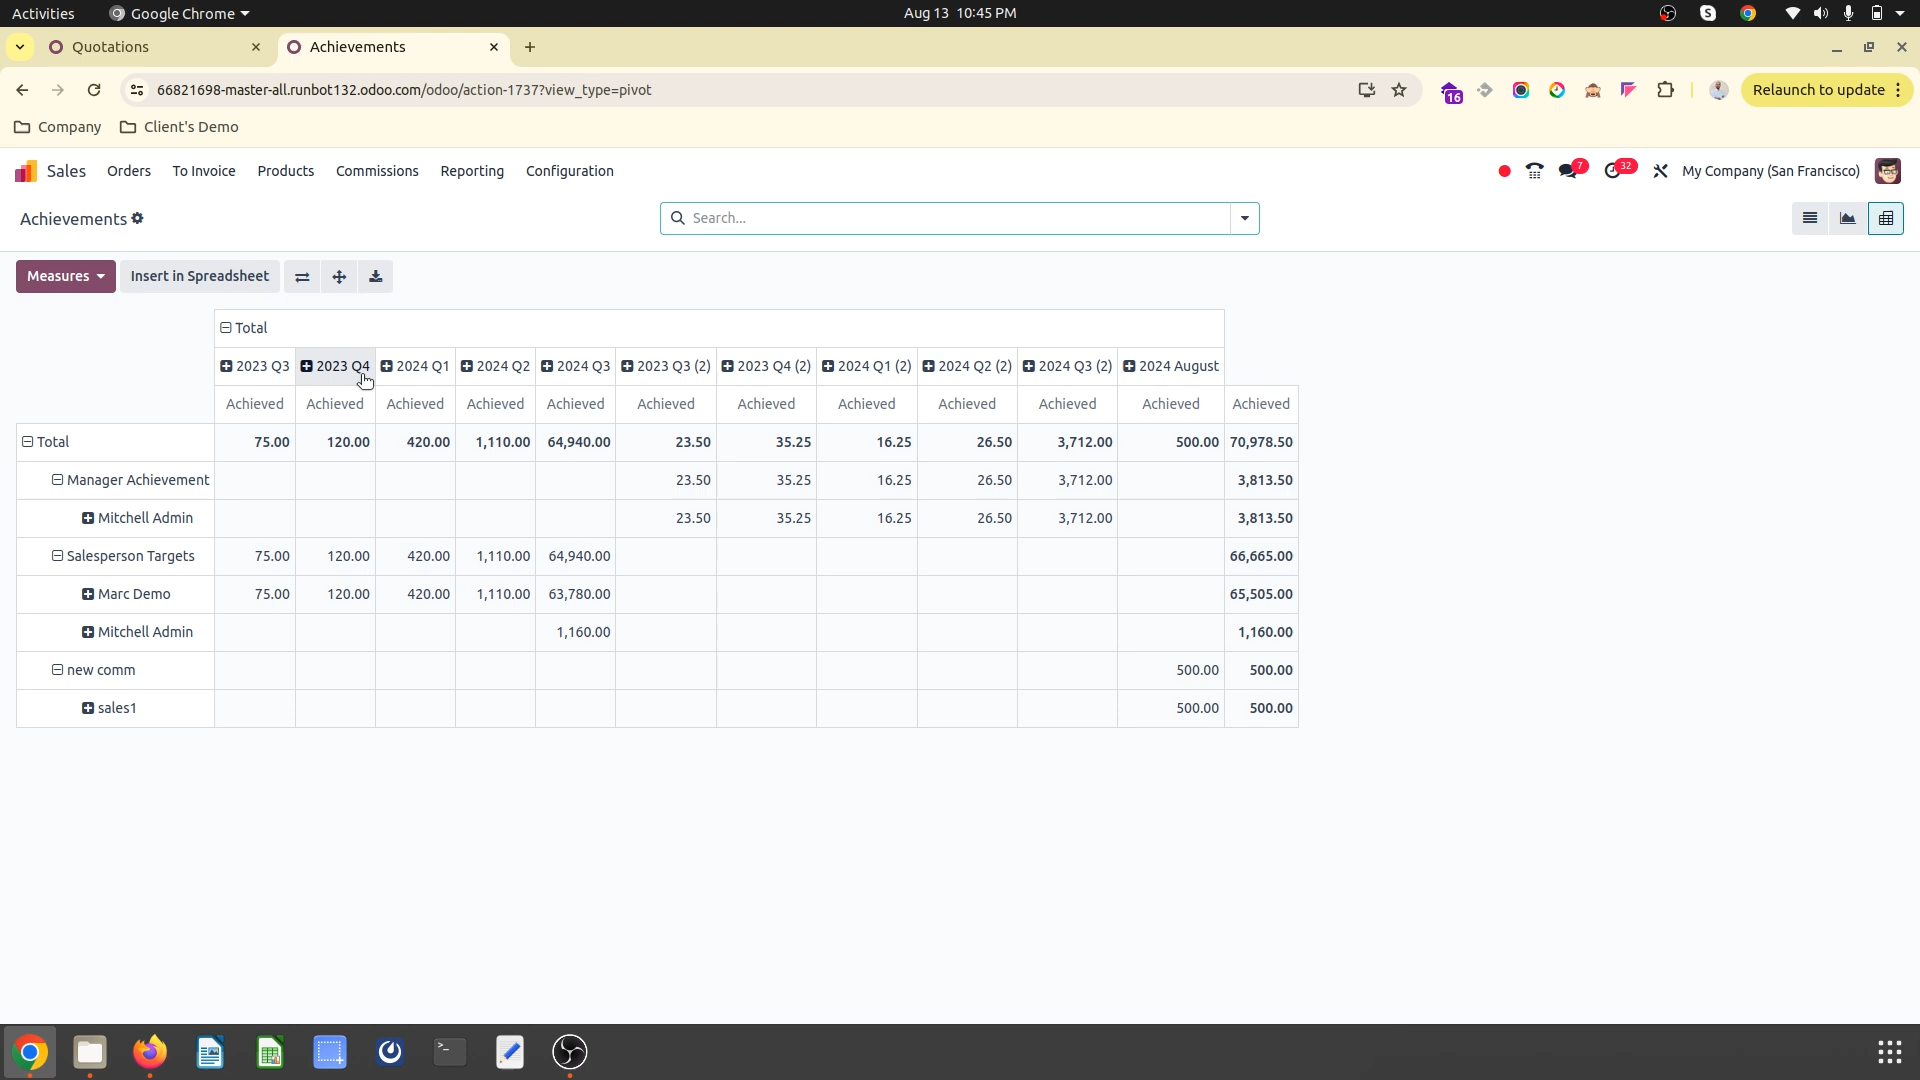 Activities Google Chrome Aug 13 10:45 PM
Quotations Achievements
66821698-master-all.runbot132.odoo.com/odoo/action-1737?view_type=pivot 16 Relaunch to update
Company Client's Demo
Sales Orders To Invoice Products Commissions Reporting Configuration 7 32 My Company (San Francisco)
Achievements Search...
Measures Insert in Spreadsheet
Total
2023 Q3 2023 Q4 2024 Q1 2024 Q2 2024 Q3 2023 Q3 (2) 2023 Q4 (2) 2024 Q1 (2) 2024 Q2 (2) 2024 Q3 (2) 2024 August
Achieved Achieved Achieved Achieved Achieved Achieved Achieved Achieved Achieved Achieved Achieved Achieved
Total 75.00 120.00 420.00 1,110.00 64,940.00 23.50 35.25 16.25 26.50 3,712.00 500.00 70,978.50
Manager Achievement 23.50 35.25 16.25 26.50 3,712.00 3,813.50
Mitchell Admin 23.50 35.25 16.25 26.50 3,712.00 3,813.50
Salesperson Targets 75.00 120.00 420.00 1,110.00 64,940.00 66,665.00
Marc Demo 75.00 120.00 420.00 1,110.00 63,780.00 65,505.00
Mitchell Admin 1,160.00 1,160.00
new comm 500.00 500.00
sales1 500.00 500.00